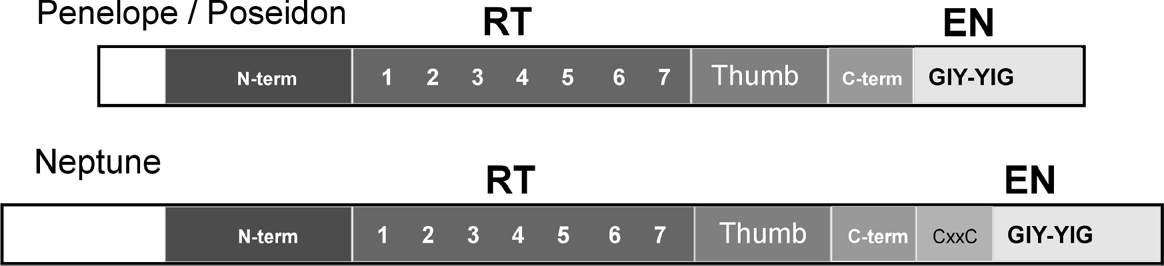 Penelope / Poseidon
RT EN
N-term 1 2 3 4 5 6 7 Thumb C-term GIY-YIG
Neptune
RT EN
N-term 1 2 3 4 5 6 7 Thumb C-term CxxC GIY-YIG